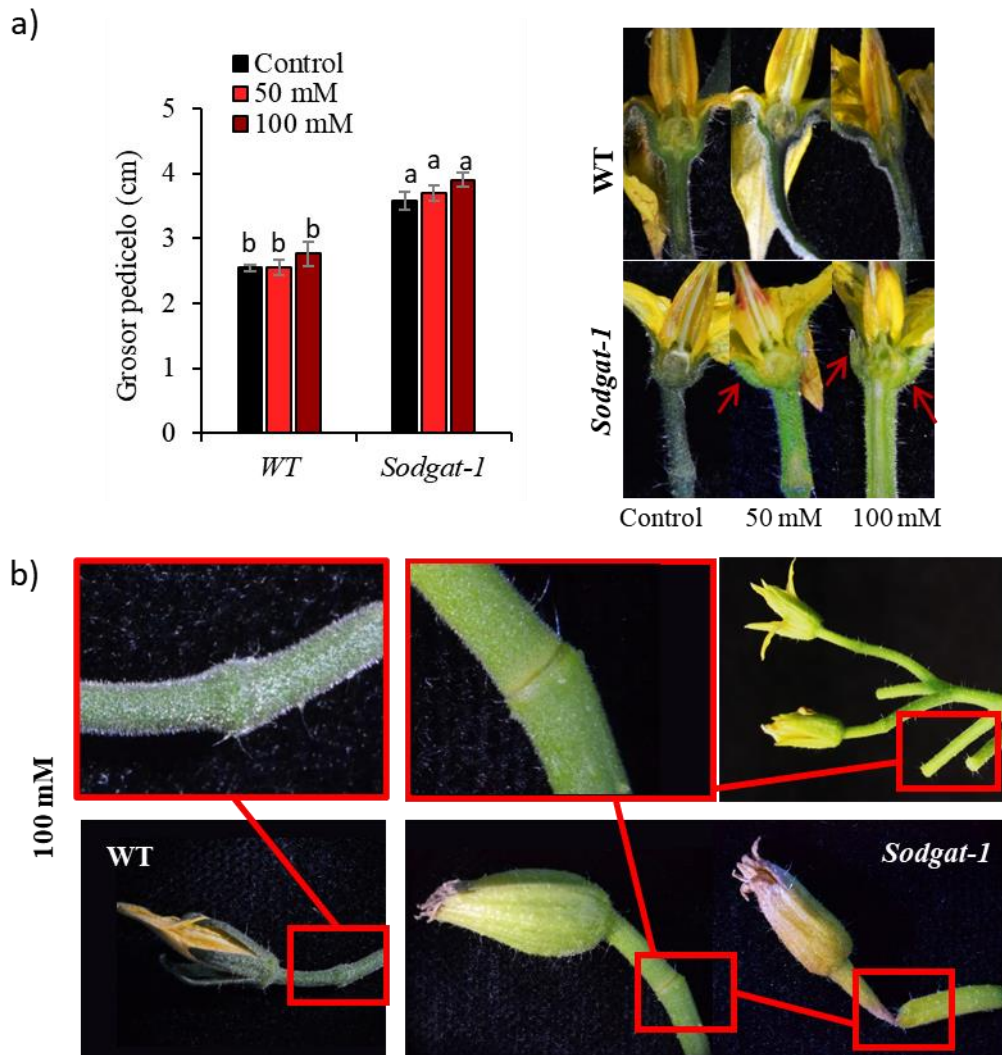 a)
Control
50 mM
100 mM
Grosor pedicelo (cm)
5
4
3
2
1
0
b b b
a a a
WT
Sodgat-1
WT
Sodgat-1
Control 50 mM 100 mM
b)
100 mM
WT
Sodgat-1